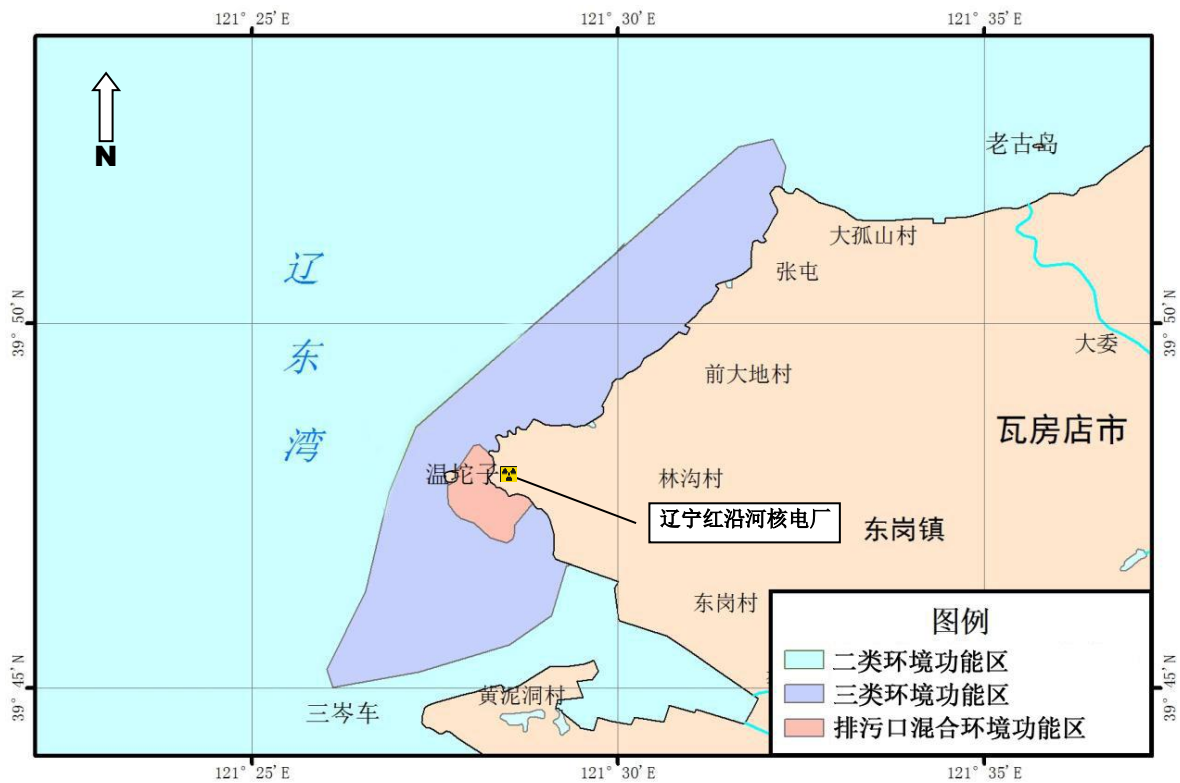 121° 25′E
121° 30′E
121° 35′E
N
老古岛
大孤山村
辽东湾
张屯
39° 50′N
39° 50′N
大委
前大地村
瓦房店市
温坨子
林沟村
辽宁红沿河核电厂
东岗镇
东岗村
图例
二类环境功能区
三类环境功能区
排污口混合环境功能区
39° 45′N
39° 45′N
黄泥洞村
三岑车
121° 25′E
121° 30′E
121° 35′E